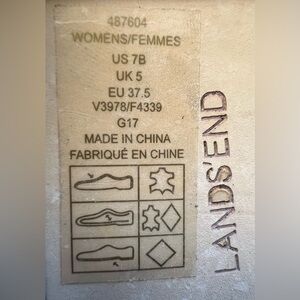 487604
WOMENS/FEMMES
US 7B
UK 5
EU 37.5
V3978/F4339
G17
MADE IN CHINA
FABRIQUÉ EN CHINE
LANDS'END